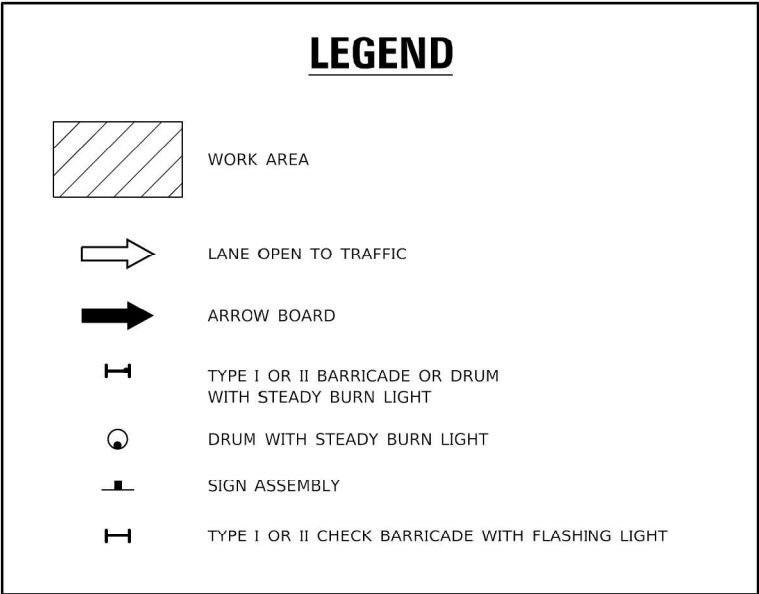 LEGEND
WORK AREA
LANE OPEN TO TRAFFIC
ARROW BOARD
TYPE I OR II BARRICADE OR DRUM
WITH STEADY BURN LIGHT
DRUM WITH STEADY BURN LIGHT
SIGN ASSEMBLY
TYPE I OR II CHECK BARRICADE WITH FLASHING LIGHT